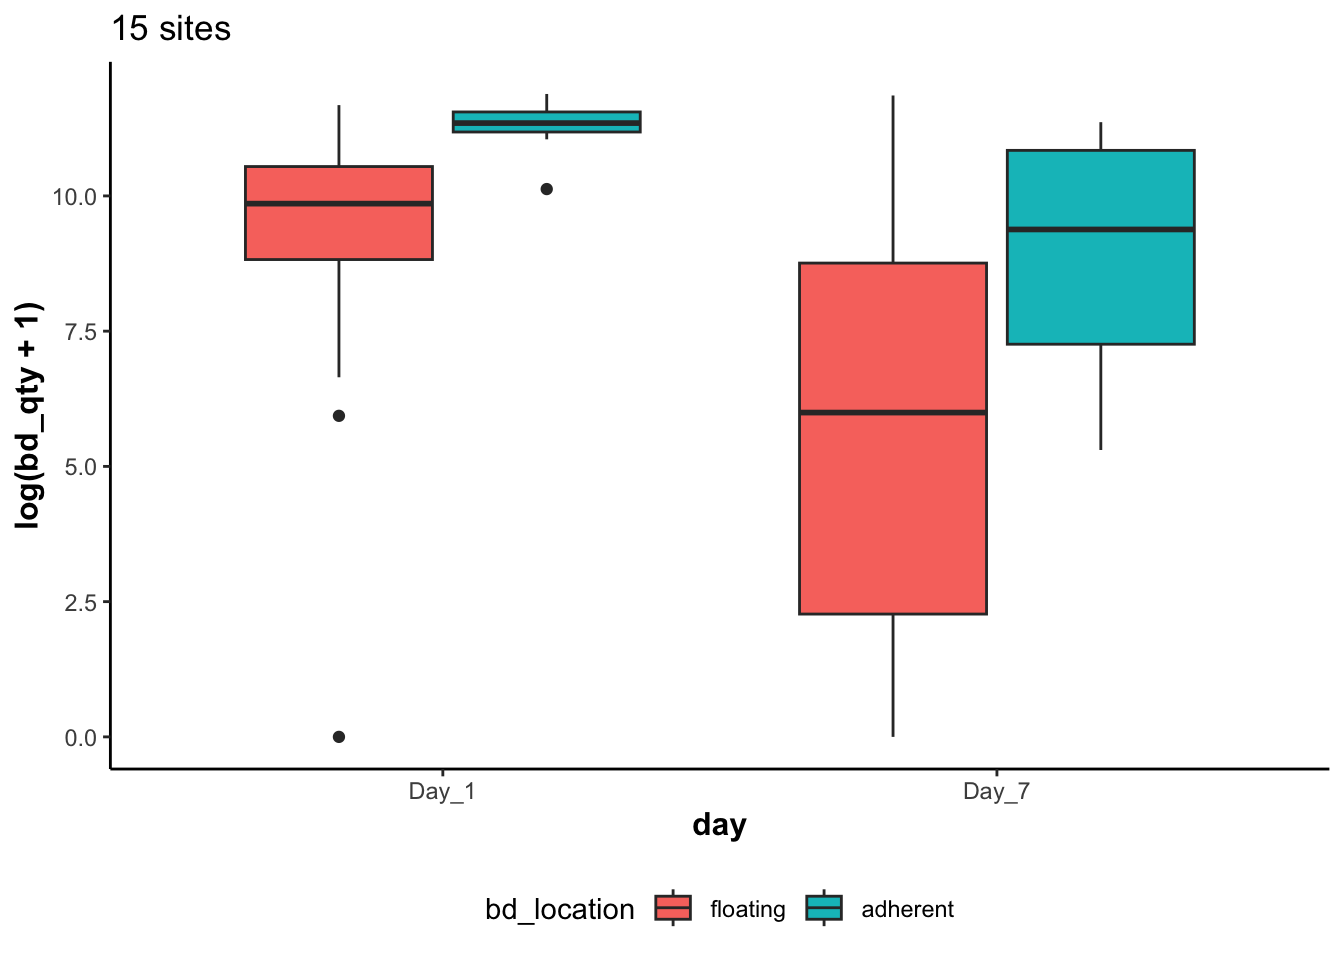 15 sites
log(bd_qty + 1)
10.0
7.5
5.0
2.5
0.0
Day_1 Day_7
day
bd_location floating adherent